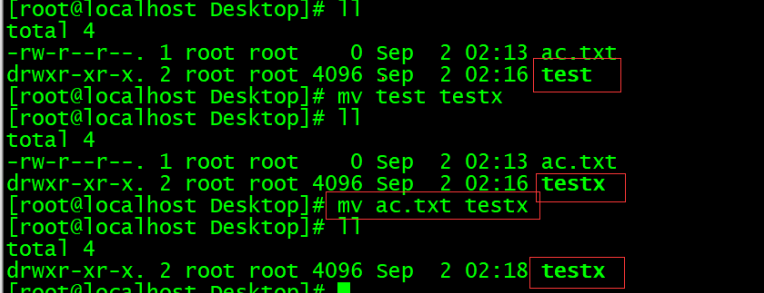 [root@localhost Desktop]# ll
total 4
-rw-r--r--. 1 root root    0 Sep  2 02:13 ac.txt
drwxr-xr-x. 2 root root 4096 Sep  2 02:16 test
[root@localhost Desktop]# mv test testx
[root@localhost Desktop]# ll
total 4
-rw-r--r--. 1 root root    0 Sep  2 02:13 ac.txt
drwxr-xr-x. 2 root root 4096 Sep  2 02:16 testx
[root@localhost Desktop]# mv ac.txt testx
[root@localhost Desktop]# ll
total 4
drwxr-xr-x. 2 root root 4096 Sep  2 02:18 testx
[root@localhost Desktop]#